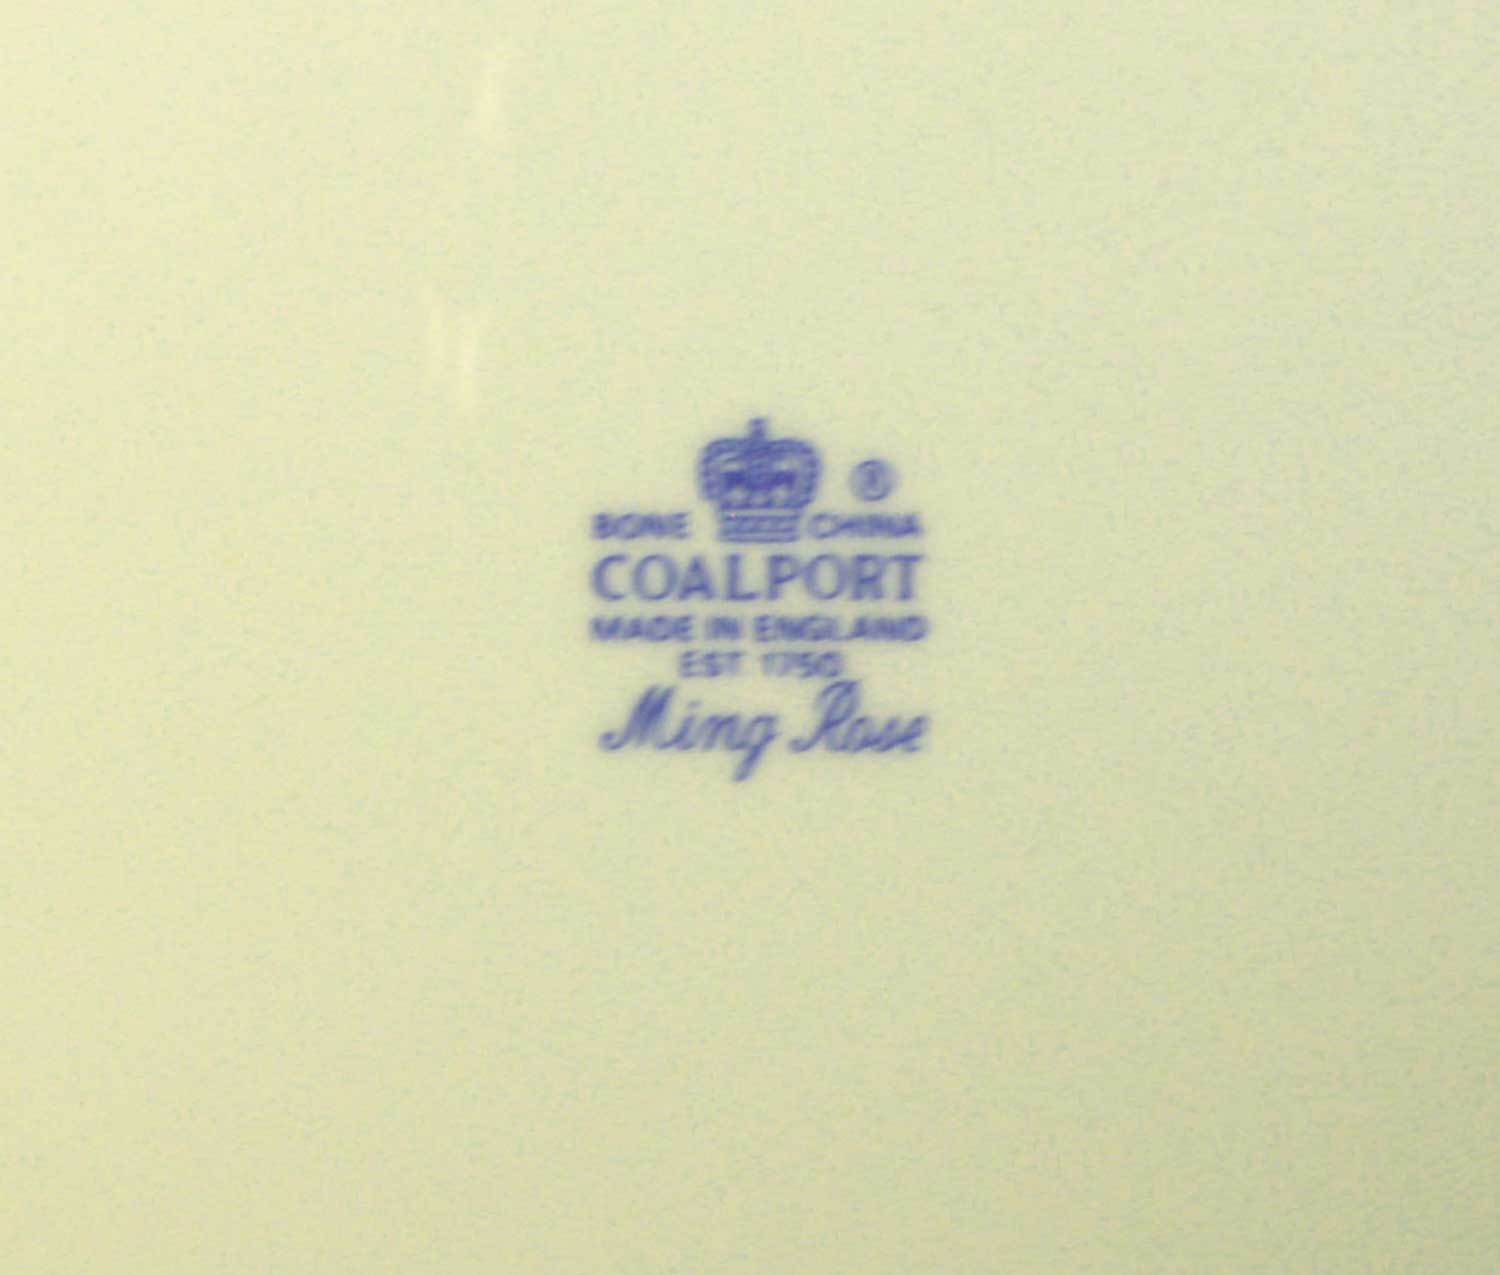 ®
BONE CHINA
COALPORT
MADE IN ENGLAND
EST 1750
Ming Rose